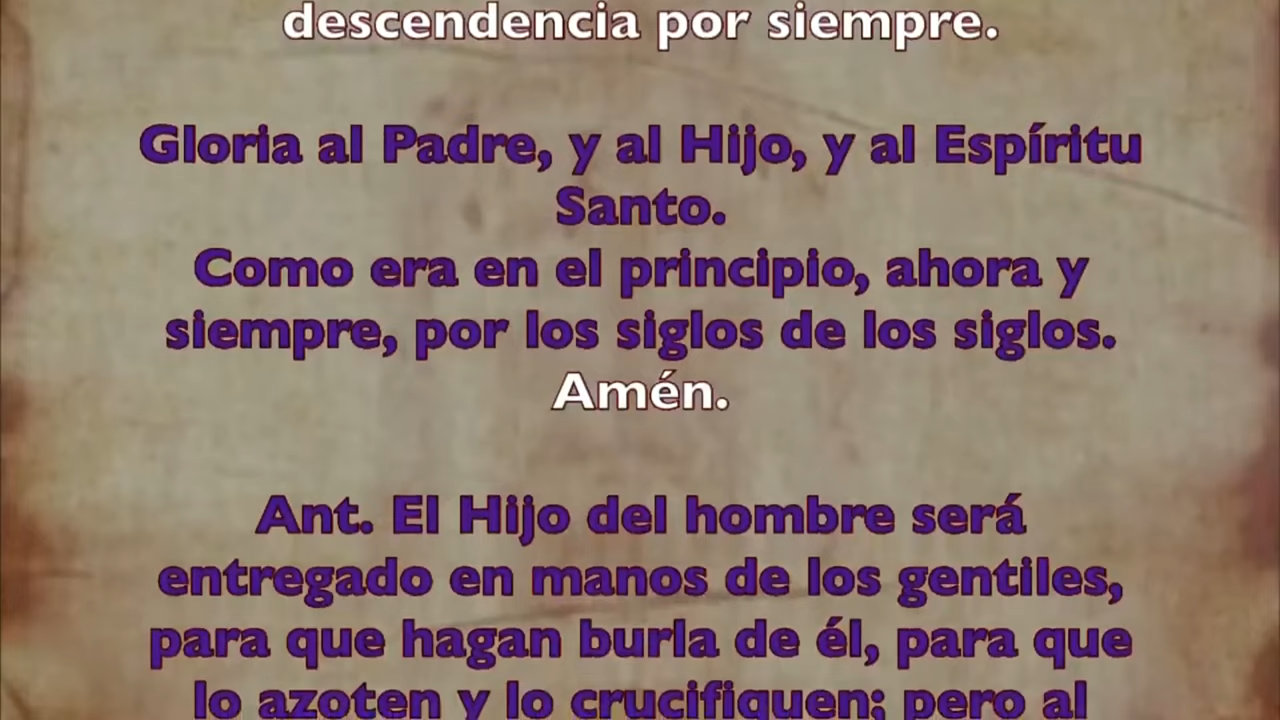 descendencia por siempre.
Gloria al Padre, y al Hijo, y al Espíritu
Santo.
Como era en el principio, ahora y
siempre, por los siglos de los siglos.
Amén.
Ant. El Hijo del hombre será
entregado en manos de los gentiles,
para que hagan burla de él, para que
lo azoten y lo crucifiquen; pero al